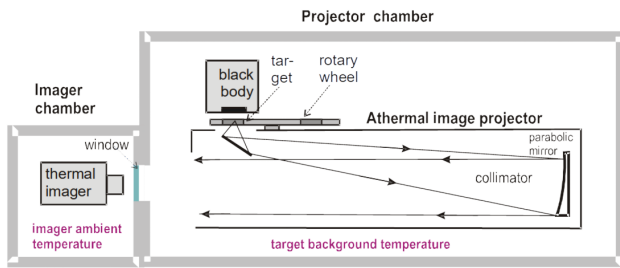 Projector chamber
Imager
chamber
window
thermal
imager
imager ambient
temperature
black
body
tar-
get
rotary
wheel
Athermal image projector
parabolic
mirror
collimator
target background temperature